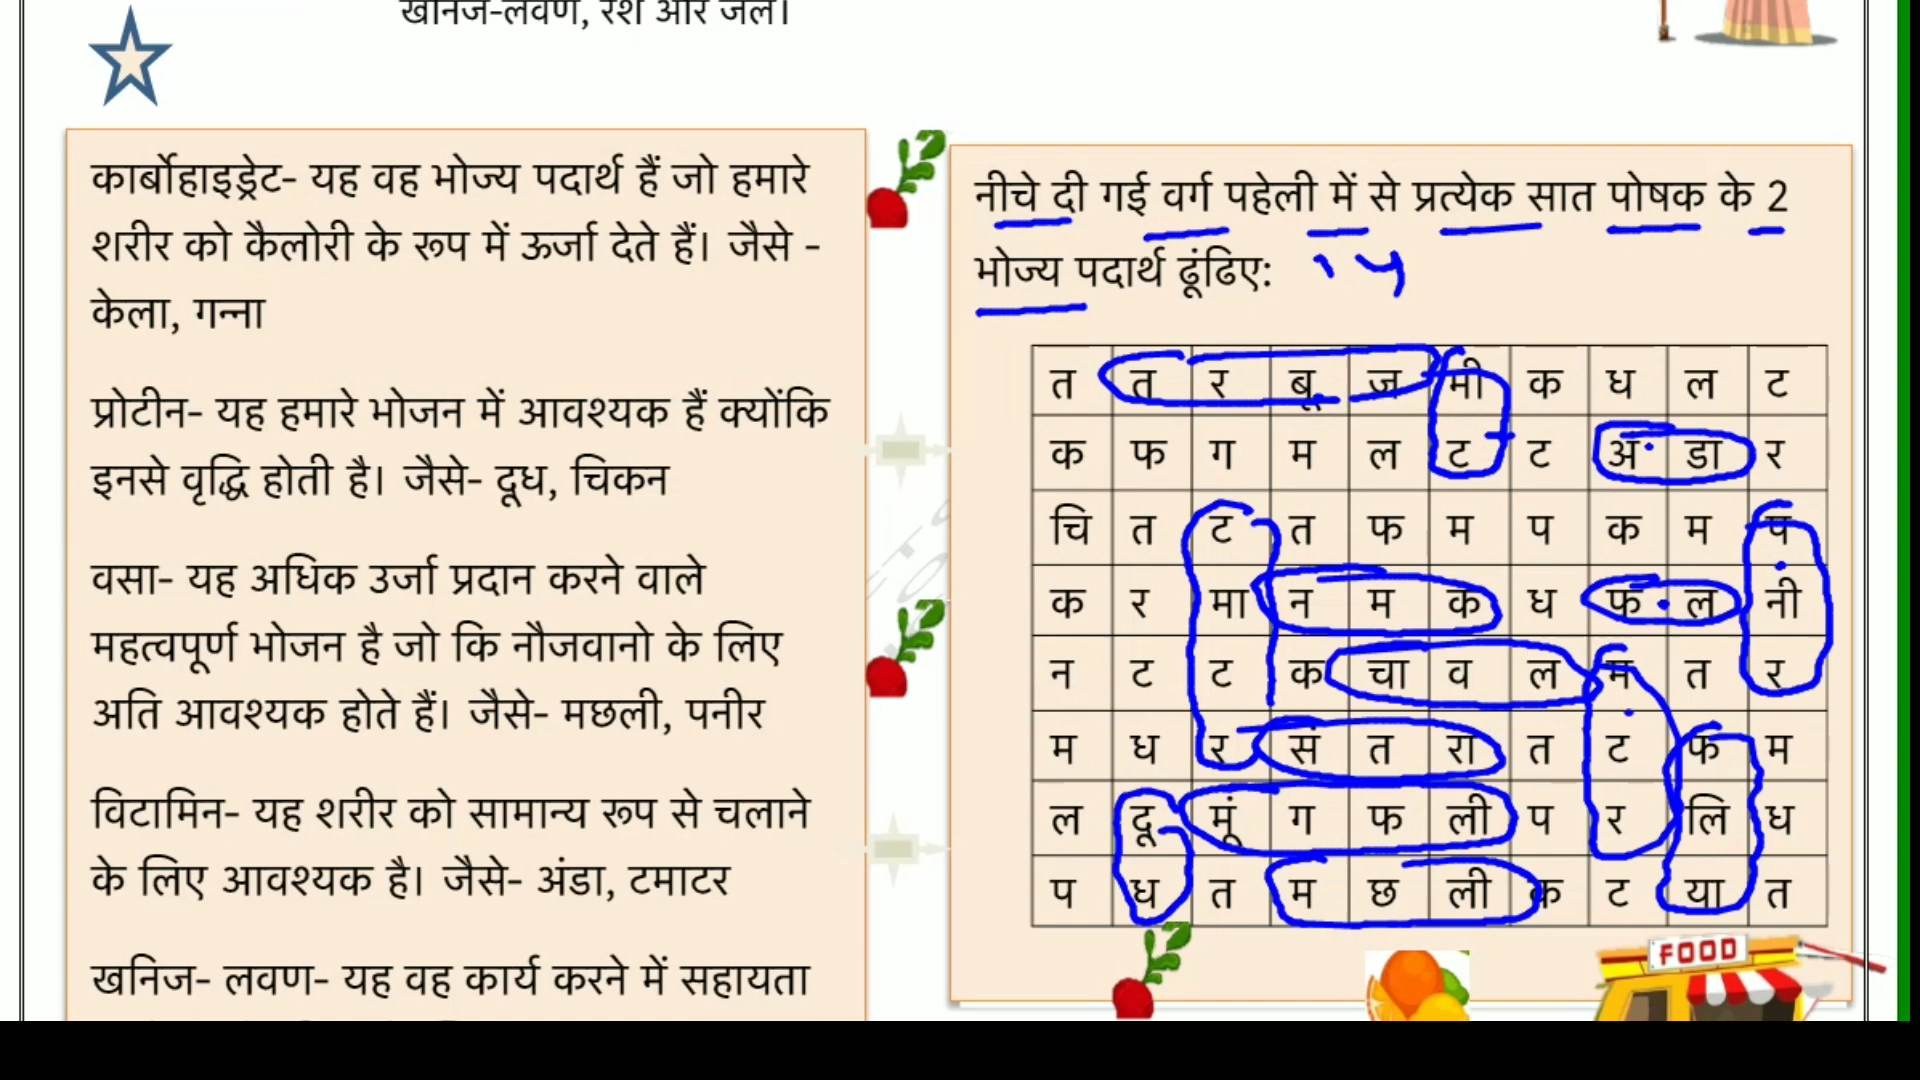 खनिज-लवण, रेशे और जल।
कार्बोहाइड्रेट- यह वह भोज्य पदार्थ हैं जो हमारे
शरीर को कैलोरी के रूप में ऊर्जा देते हैं। जैसे -
केला, गन्ना
प्रोटीन- यह हमारे भोजन में आवश्यक हैं क्योंकि
इनसे वृद्धि होती है। जैसे- दूध, चिकन
वसा- यह अधिक उर्जा प्रदान करने वाले
महत्वपूर्ण भोजन है जो कि नौजवानो के लिए
अति आवश्यक होते हैं। जैसे- मछली, पनीर
विटामिन- यह शरीर को सामान्य रूप से चलाने
के लिए आवश्यक है। जैसे- अंडा, टमाटर
खनिज- लवण- यह वह कार्य करने में सहायता
नीचे दी गई वर्ग पहेली में से प्रत्येक सात पोषक के 2
भोज्य पदार्थ ढूंढिए: १४
त त र बू ज मी क ध ल ट
क फ ग म ल ट ट अं डा र
चि त ट त फ म प क म प
क र मा न म क ध फ ल नी
न ट ट क चा व ल म त र
म ध र सं त रा त ट फ म
ल दू मूं ग फ ली प र लि ध
प ध त म छ ली क ट या त
FOOD